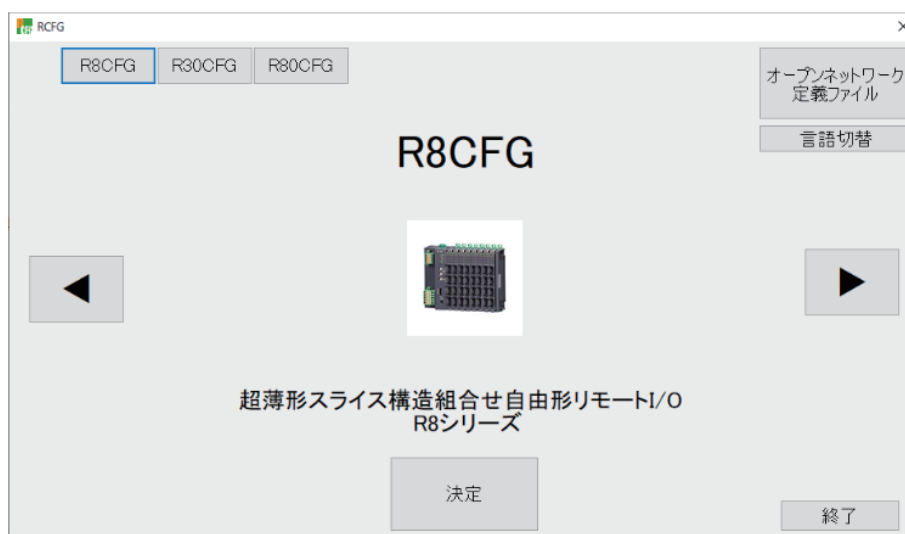 RCFG
R8CFG R30CFG R80CFG
オープンネットワーク
定義ファイル
言語切替
R8CFG
◀ ▶
超薄形スライス構造組合せ自由形リモートI/O
R8シリーズ
決定
終了